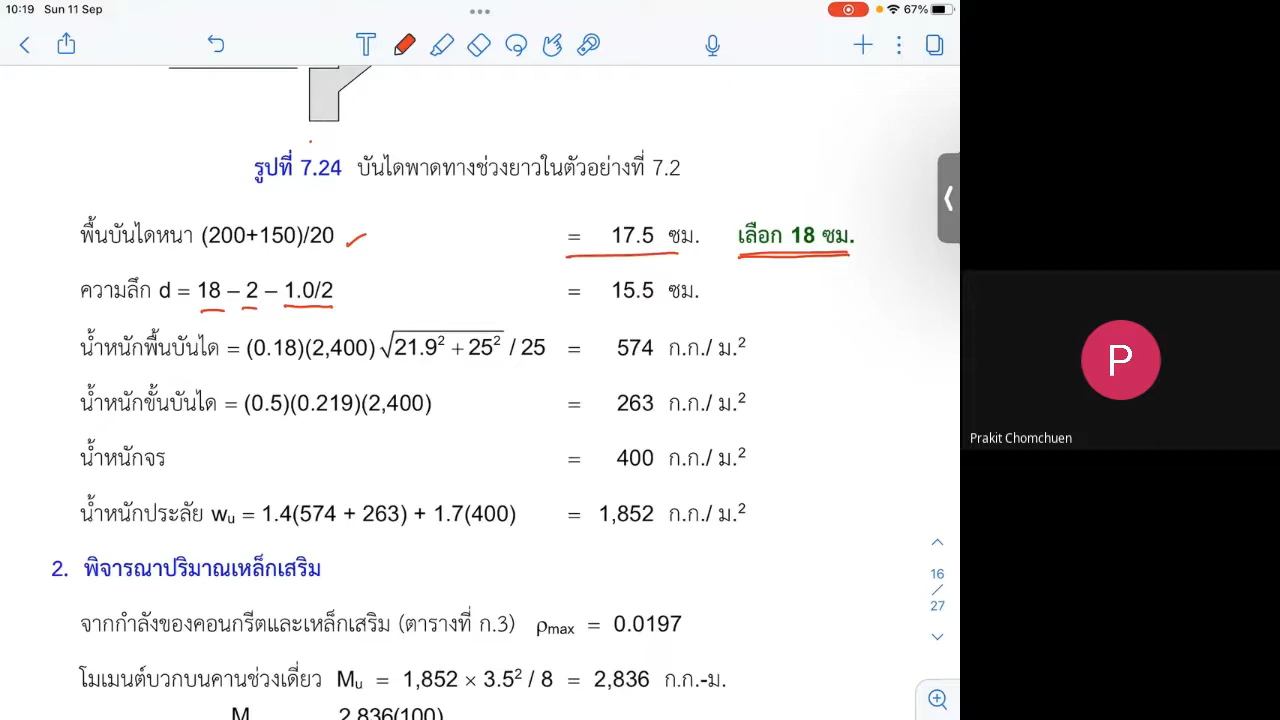 10:19 Sun 11 Sep 67%
รูปที่ 7.24 บันไดพาดทางช่วงยาวในตัวอย่างที่ 7.2
พื้นบันไดหนา (200+150)/20 = 17.5 ซม. เลือก 18 ซม.
ความลึก d = 18 – 2 – 1.0/2 = 15.5 ซม.
น้ำหนักพื้นบันได = (0.18)(2,400)√21.9² + 25² / 25 = 574 ก.ก./ ม.²
น้ำหนักขั้นบันได = (0.5)(0.219)(2,400) = 263 ก.ก./ ม.²
น้ำหนักจร = 400 ก.ก./ ม.²
น้ำหนักประลัย wᵤ = 1.4(574 + 263) + 1.7(400) = 1,852 ก.ก./ ม.²
2. พิจารณาปริมาณเหล็กเสริม
จากกำลังของคอนกรีตและเหล็กเสริม (ตารางที่ ก.3) ρmax = 0.0197
โมเมนต์บวกบนคานช่วงเดี่ยว Mᵤ = 1,852 × 3.5² / 8 = 2,836 ก.ก.-ม.
M 2,836(100)
16
/
27
P
Prakit Chomchuen